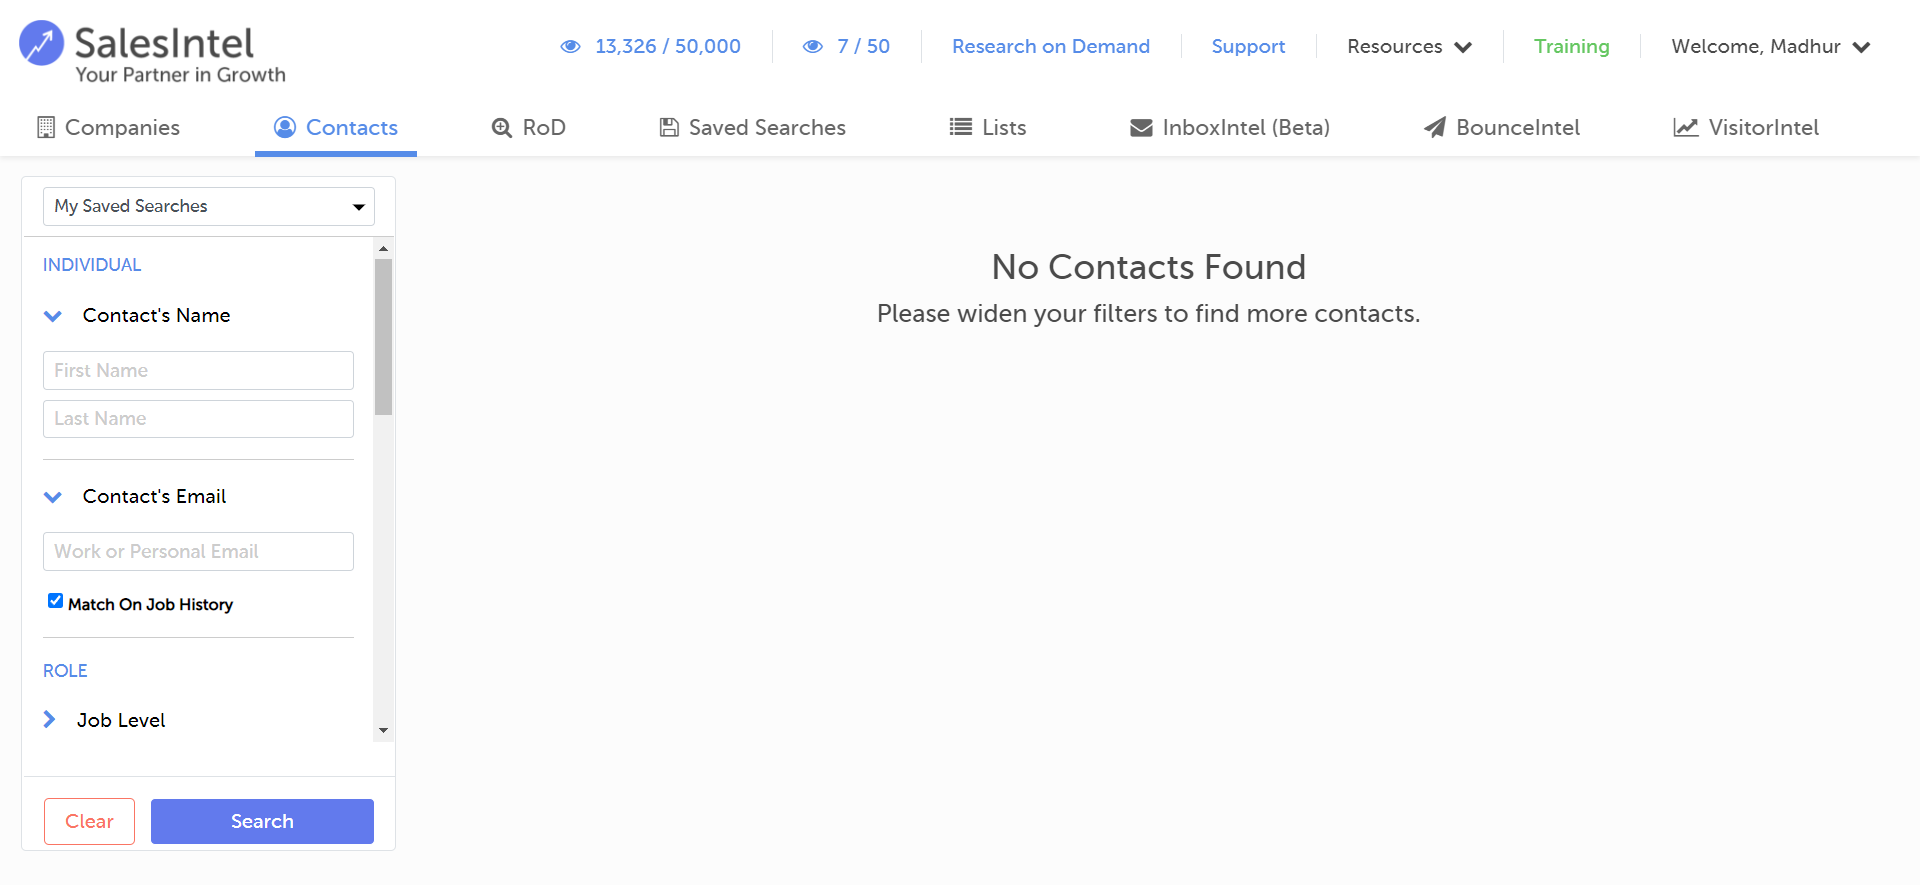 SalesIntel
Your Partner in Growth
13,326 / 50,000
7 / 50
Research on Demand
Support
Resources
Training
Welcome, Madhur
Companies
Contacts
RoD
Saved Searches
Lists
InboxIntel (Beta)
BounceIntel
VisitorIntel
My Saved Searches
INDIVIDUAL
Contact's Name
First Name
Last Name
Contact's Email
Work or Personal Email
Match On Job History
ROLE
Job Level
Clear
Search
No Contacts Found
Please widen your filters to find more contacts.